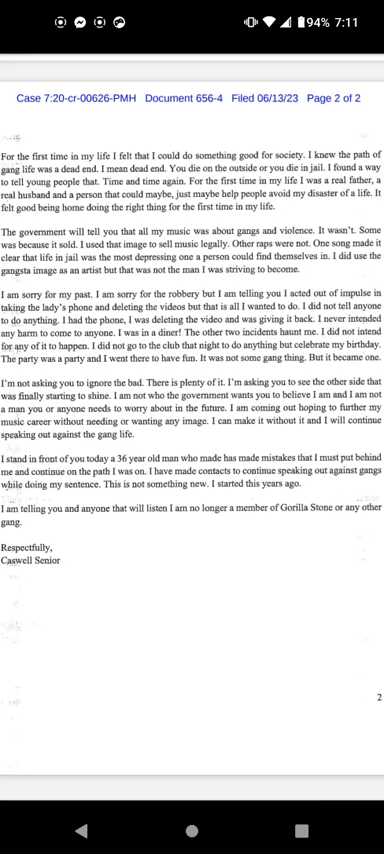 94% 7:11
Case 7:20-cr-00626-PMH Document 656-4 Filed 06/13/23 Page 2 of 2
For the first time in my life I felt that I could do something good for society. I knew the path of
gang life was a dead end. I mean dead end. You die on the outside or you die in jail. I found a way
to tell young people that. Time and time again. For the first time in my life I was a real father, a
real husband and a person that could maybe, just maybe help people avoid my disaster of a life. It
felt good being home doing the right thing for the first time in my life.
The government will tell you that all my music was about gangs and violence. It wasn't. Some
was because it sold. I used that image to sell music legally. Other raps were not. One song made it
clear that life in jail was the most depressing one a person could find themselves in. I did use the
gangsta image as an artist but that was not the man I was striving to become.
I am sorry for my past. I am sorry for the robbery but I am telling you I acted out of impulse in
taking the lady's phone and deleting the videos but that is all I wanted to do. I did not tell anyone
to do anything. I had the phone, I was deleting the video and was giving it back. I never intended
any harm to come to anyone. I was in a diner! The other two incidents haunt me. I did not intend
for any of it to happen. I did not go to the club that night to do anything but celebrate my birthday.
The party was a party and I went there to have fun. It was not some gang thing. But it became one.
I'm not asking you to ignore the bad. There is plenty of it. I'm asking you to see the other side that
was finally starting to shine. I am not who the government wants you to believe I am and I am not
a man you or anyone needs to worry about in the future. I am coming out hoping to further my
music career without needing or wanting any image. I can make it without it and I will continue
speaking out against the gang life.
I stand in front of you today a 36 year old man who made has made mistakes that I must put behind
me and continue on the path I was on. I have made contacts to continue speaking out against gangs
while doing my sentence. This is not something new. I started this years ago.
I am telling you and anyone that will listen I am no longer a member of Gorilla Stone or any other
gang.
Respectfully,
Caswell Senior
2